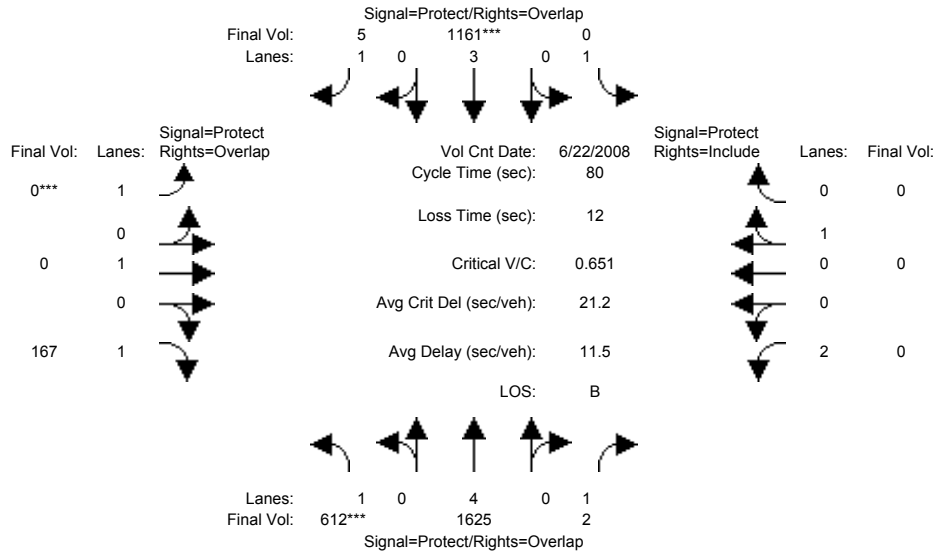 Signal=Protect/Rights=Overlap
Final Vol: 5 1161*** 0
Lanes: 1 0 3 0 1
Signal=Protect Signal=Protect
Final Vol: Lanes: Rights=Overlap Vol Cnt Date: 6/22/2008 Rights=Include Lanes: Final Vol:
Cycle Time (sec): 80
0*** 1 0 0
Loss Time (sec): 12
0 1
0 1 Critical V/C: 0.651 0 0
0 Avg Crit Del (sec/veh): 21.2 0
167 1 Avg Delay (sec/veh): 11.5 2 0
LOS: B
Lanes: 1 0 4 0 1
Final Vol: 612*** 1625 2
Signal=Protect/Rights=Overlap